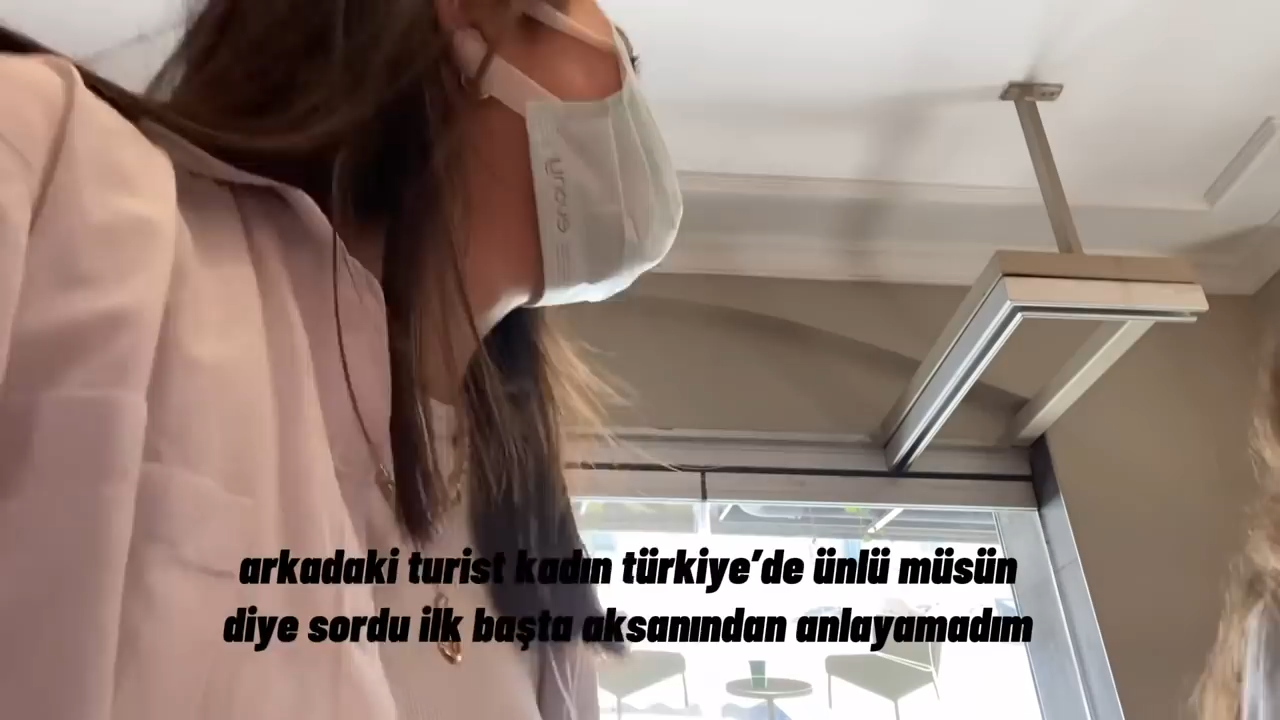 arkadaki turist kadın türkiye’de ünlü müsün
diye sordu ilk başta aksanından anlayamadım